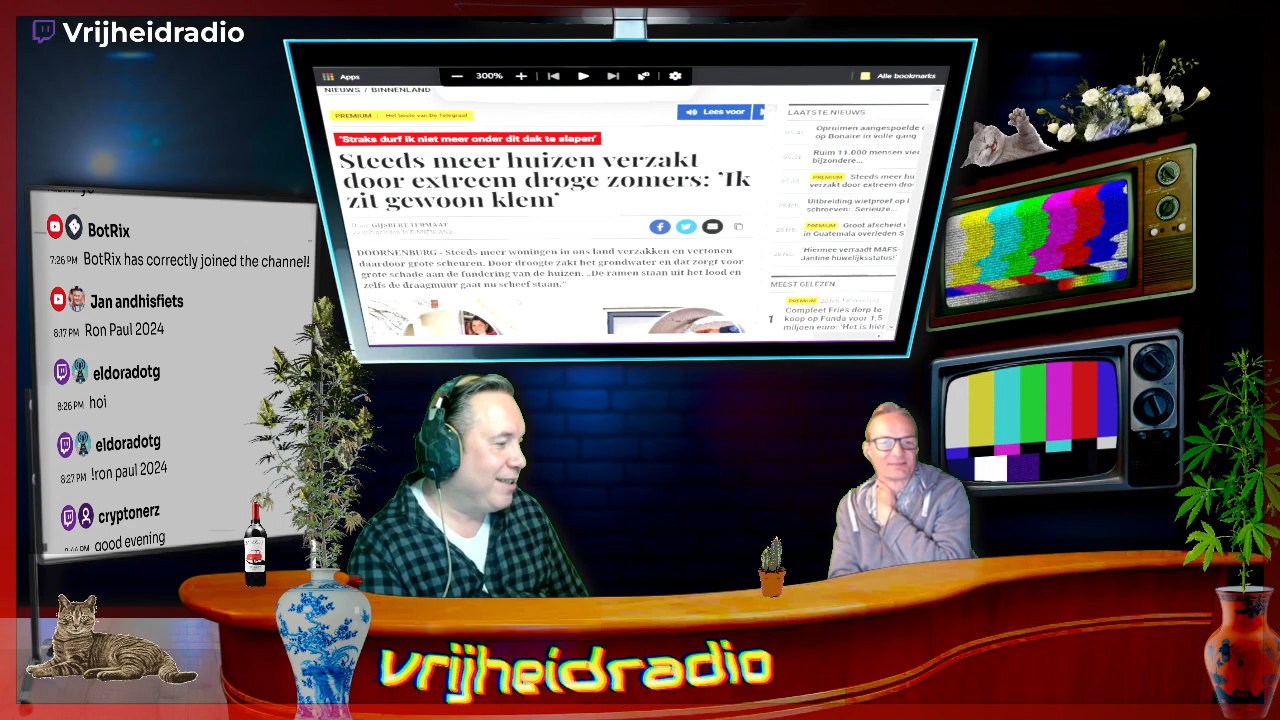 Vrijheidradio
Apps
300%
Alle bookmarks
NIEUWS / BINNENLAND
PREMIUM Het beste van De Telegraaf
Lees voor
'Straks durf ik niet meer onder dit dak te slapen'
Steeds meer huizen verzakt
door extreem droge zomers: 'Ik
zit gewoon klem'
Door GIJSBERT TERMAAT
DOORNENBURG - Steeds meer woningen in ons land verzakken en vertonen
daardoor grote scheuren. Door droogte zakt het grondwater en dat zorgt voor
grote schade aan de fundering van de huizen. „De ramen staan uit het lood en
zelfs de draagmuur gaat nu scheef staan."
LAATSTE NIEUWS
Opruimen aangespoelde
op Bonaire in volle gang
Ruim 11.000 mensen
bijzondere...
PREMIUM Steeds meer
verzakt door extreem
Uitbreiding wietproef op
schroeven: 'Serieuze...
PREMIUM Groot afscheid
in Guatemala overleden
'Hiermee verraadt MAFS-
Jantine huwelijksstatus!'
MEEST GELEZEN
PREMIUM
1 Compleet Fries dorp te
koop op Funda voor 1,5
miljoen euro: 'Het is hier
BotRix
7:26 PM BotRix has correctly joined the channel!
Jan andhisfiets
8:17 PM Ron Paul 2024
eldoradotg
8:26 PM hoi
eldoradotg
8:27 PM !ron paul 2024
cryptonerz
good evening
vrijheidradio